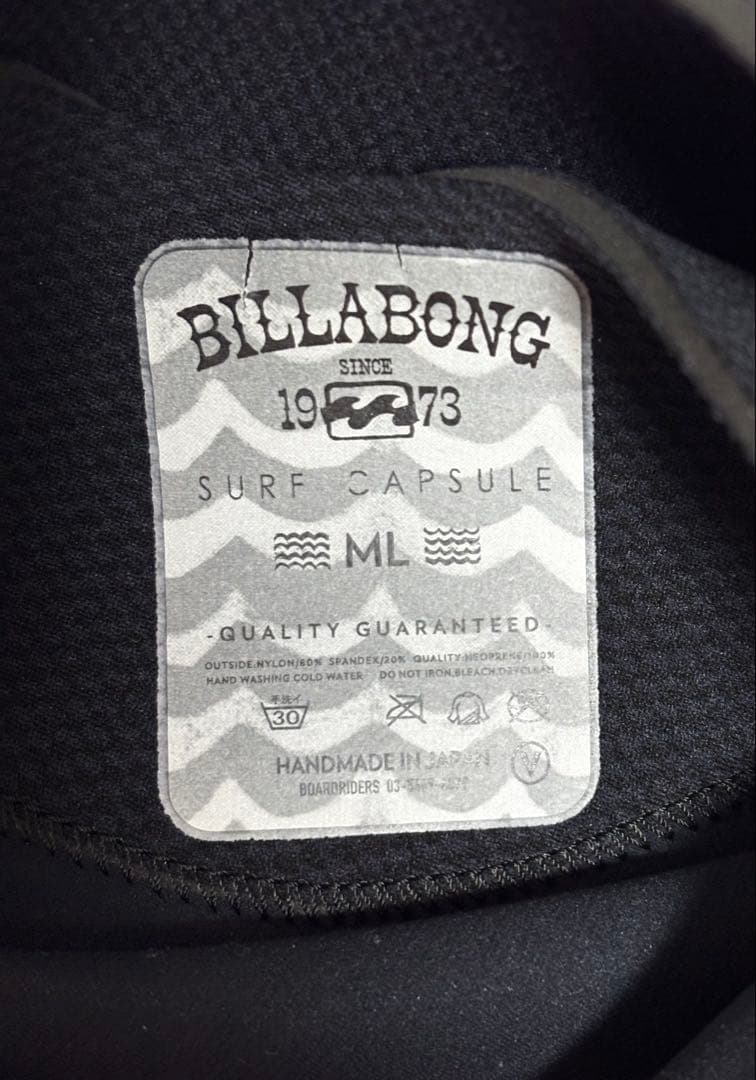 BILLABONG
SINCE
19 73
SURF CAPSULE
ML
-QUALITY GUARANTEED-
OUTSIDE:NYLON/80% SPANDEX/20% QUALITY:NEOPRENE/100%
HAND WASHING COLD WATER DO NOT IRON,BLEACH,DRYCLEAN
手洗イ
30
HANDMADE IN JAPAN
BOARDRIDERS